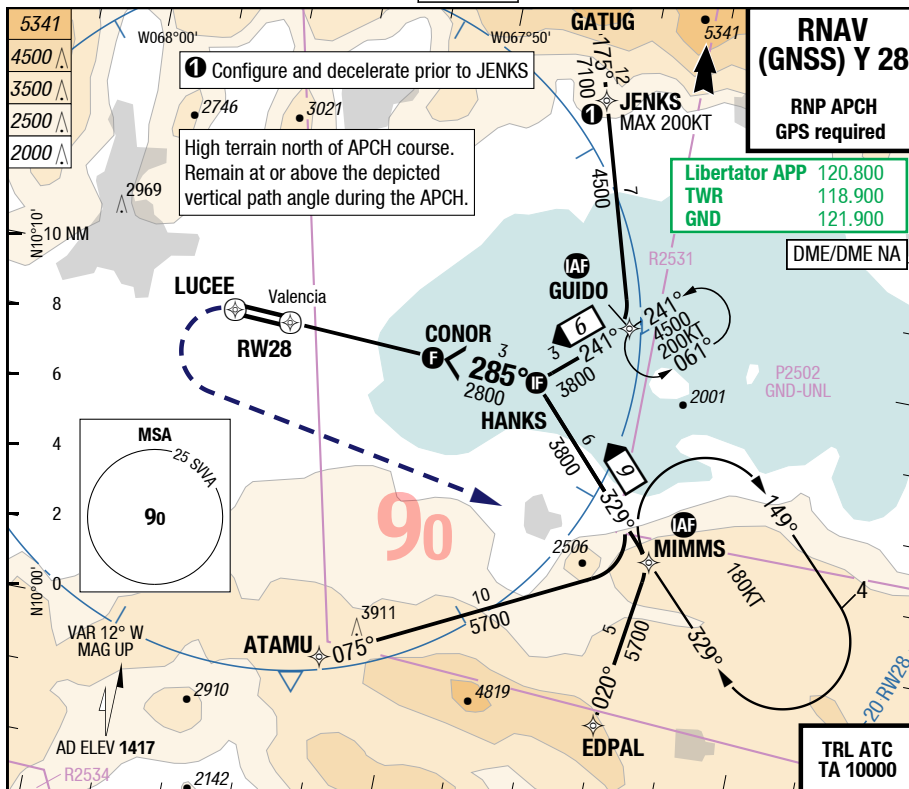 5341
4500
3500
2500
2000
W068°00'
W067°50'
GATUG
5341
RNAV
(GNSS) Y 28
RNP APCH
GPS required
1 Configure and decelerate prior to JENKS
175°
12
7100
JENKS
1
MAX 200KT
2746
3021
High terrain north of APCH course.
Remain at or above the depicted
vertical path angle during the APCH.
2969
4500
7
Libertator APP 120.800
TWR 118.900
GND 121.900
DME/DME NA
N10°10'
10 NM
R2531
IAF
GUIDO
LUCEE
Valencia
8
RW28
CONOR
F
6
3
241°
3800
241°
4500
200KT
061°
3
285°
2800
IF
HANKS
6
P2502
GND-UNL
2001
MSA
25 SVVA
90
4
6
3800
9
329°
90
2
149°
IAF
MIMMS
2506
180KT
N10°00'
0
4
10
5700
3911
ATAMU
075°
5
5700
329°
VAR 12° W
MAG UP
2910
4819
020°
20 RW28
EDPAL
AD ELEV 1417
R2534
2142
TRL ATC
TA 10000